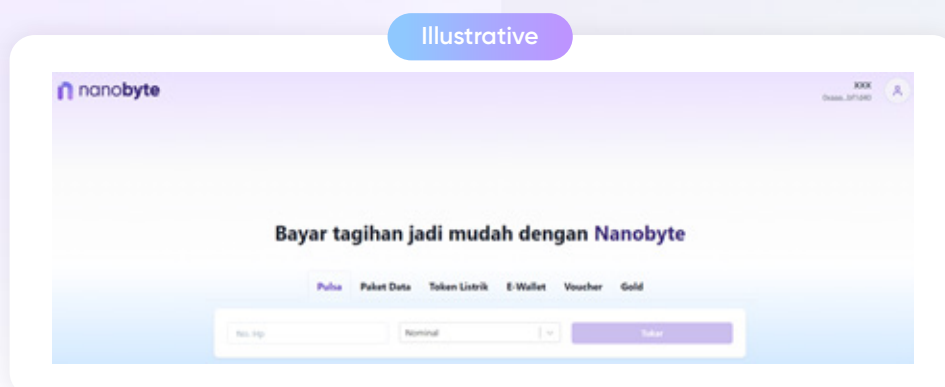 Illustrative
nanobyte
XXX
Bayar tagihan jadi mudah dengan Nanobyte
Pulsa Paket Data Token Listrik E-Wallet Voucher Gold
No. Hp Nominal Tukar